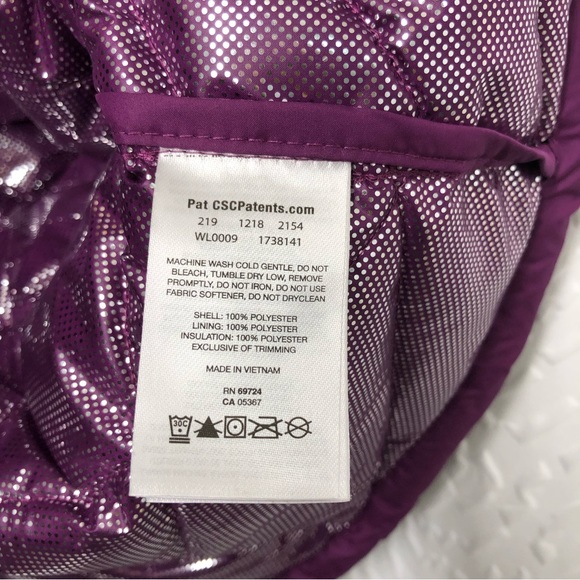 Pat CSCPatents.com
219 1218 2154
WL0009 1738141
MACHINE WASH COLD GENTLE, DO NOT
BLEACH, TUMBLE DRY LOW, REMOVE
PROMPTLY, DO NOT IRON, DO NOT USE
FABRIC SOFTENER, DO NOT DRYCLEAN
SHELL: 100% POLYESTER
LINING: 100% POLYESTER
INSULATION: 100% POLYESTER
EXCLUSIVE OF TRIMMING
MADE IN VIETNAM
RN 69724
CA 05367
30C